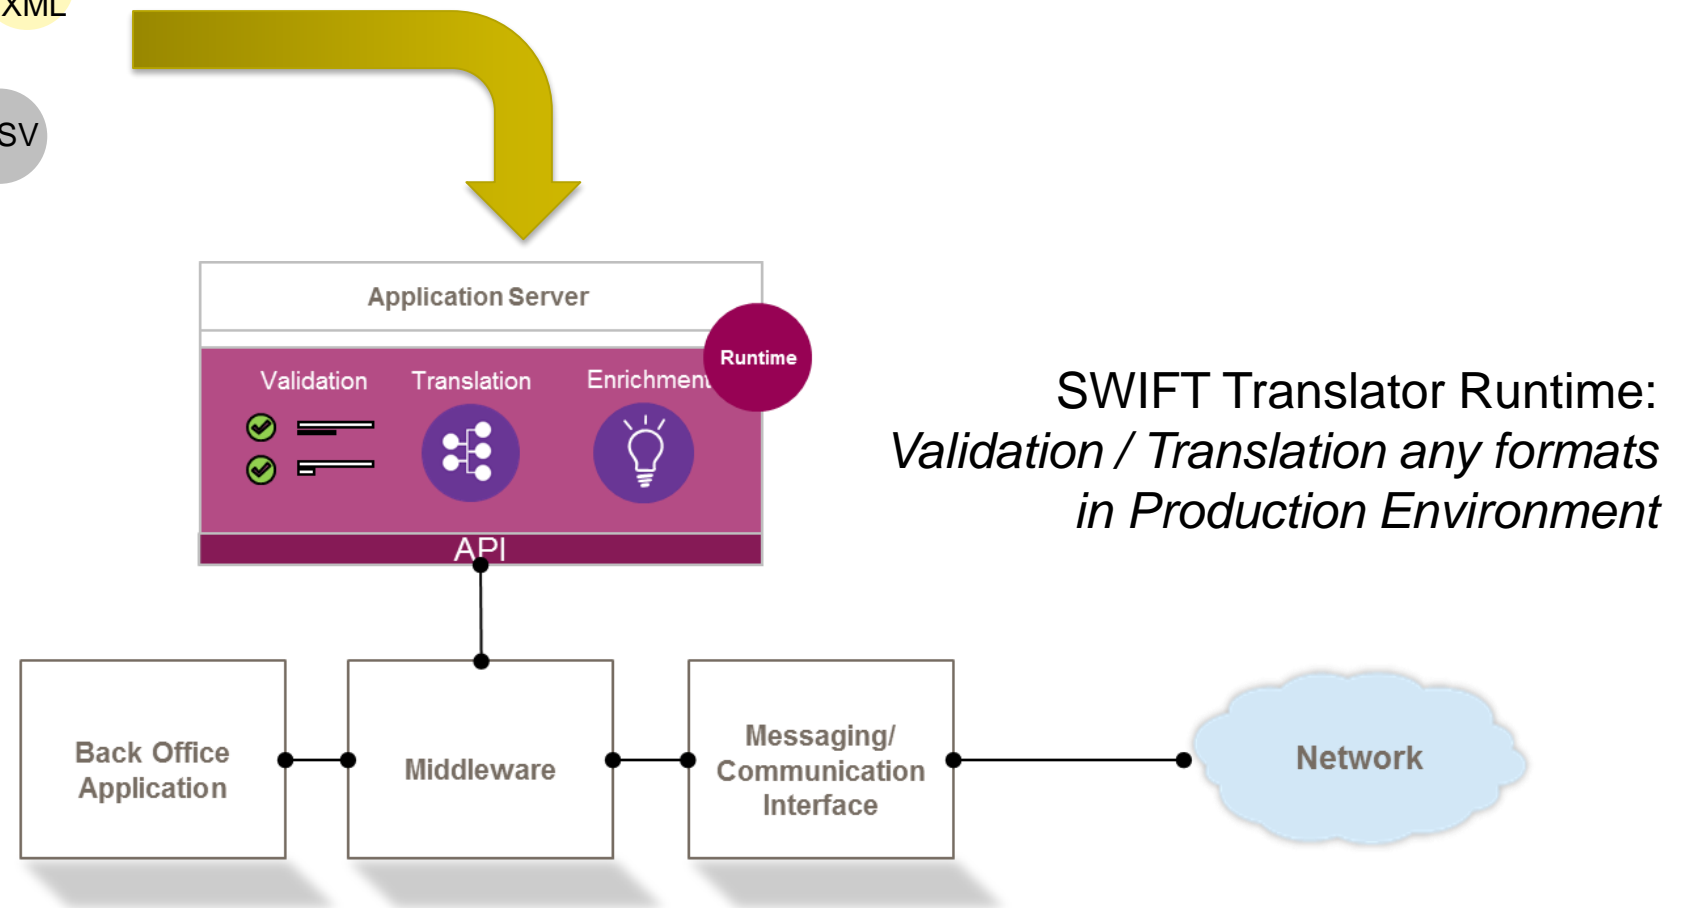 XML
SV
Application Server
Runtime
Validation
Translation
Enrichment
API
SWIFT Translator Runtime:
Validation / Translation any formats
in Production Environment
Back Office
Application
Middleware
Messaging/
Communication
Interface
Network